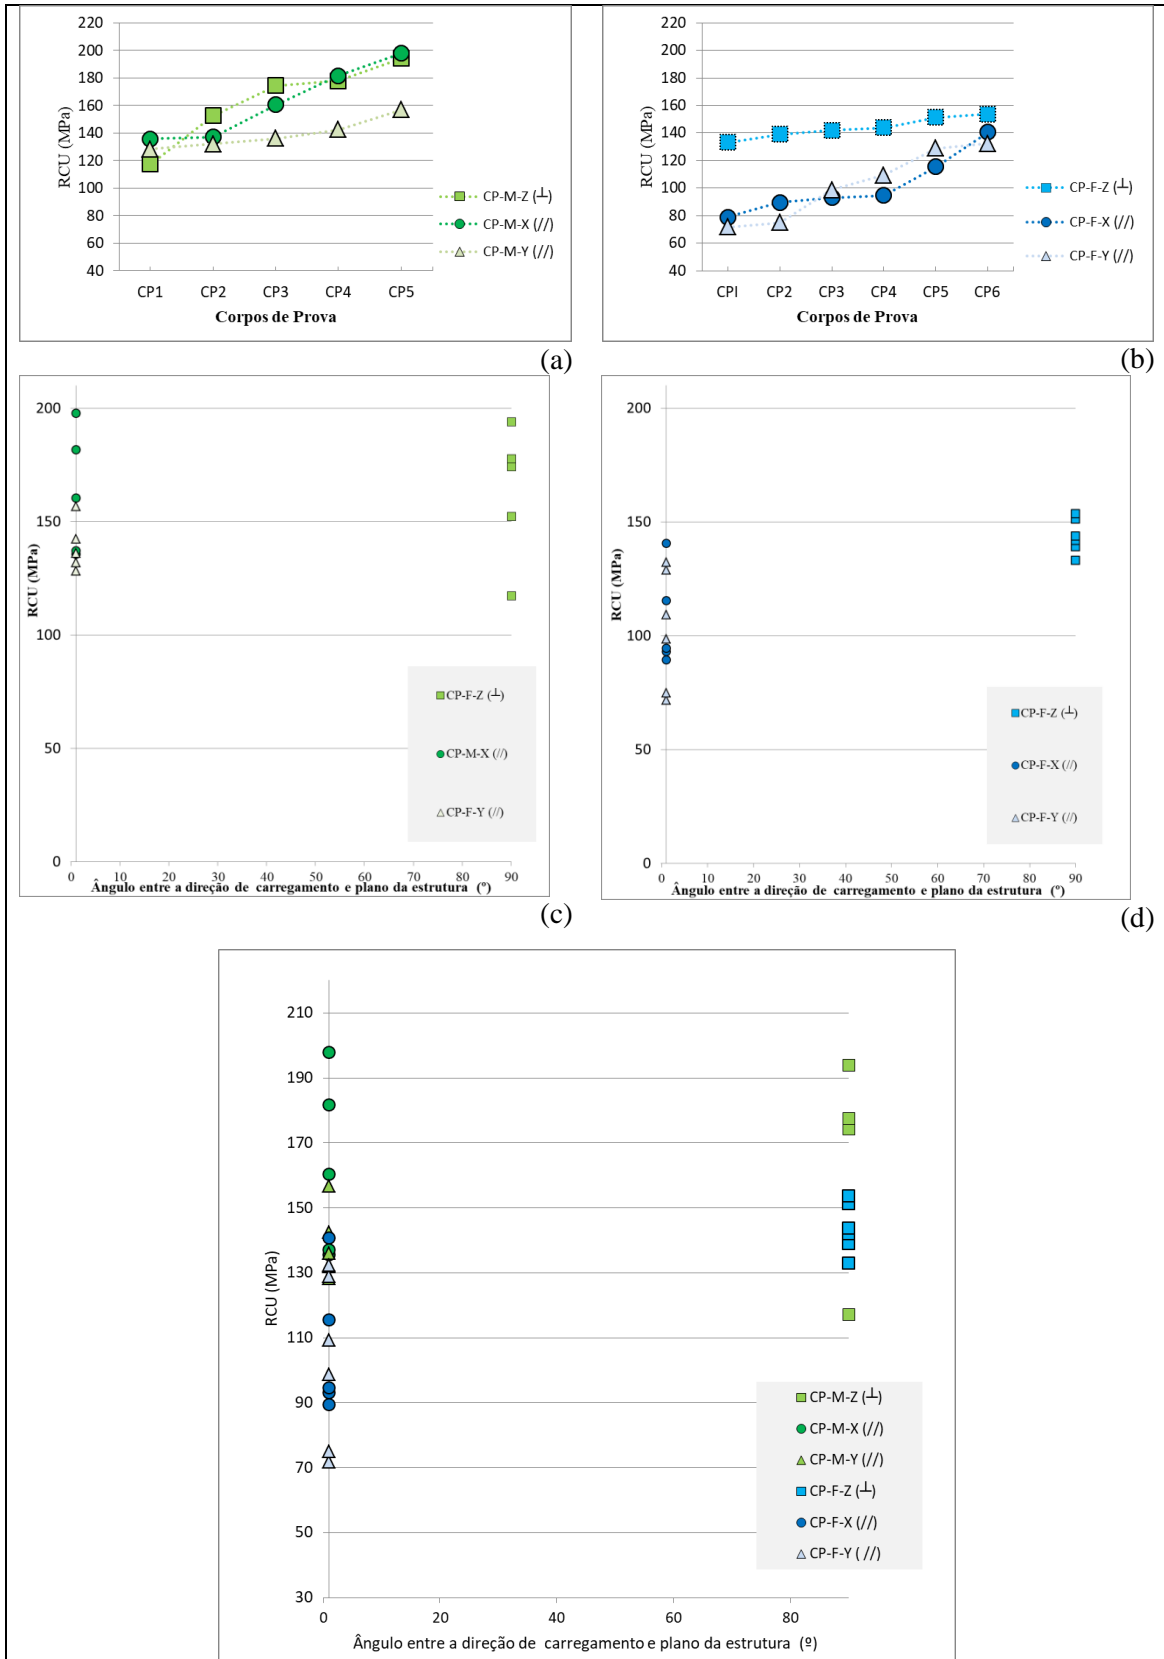 220
200
180
160
140
120
100
80
60
40
RCU (MPa)
CP1 CP2 CP3 CP4 CP5
Corpos de Prova
CP-M-Z (┴)
CP-M-X (//)
CP-M-Y (//)
(a)
220
200
180
160
140
120
100
80
60
40
RCU (MPa)
CPI CP2 CP3 CP4 CP5 CP6
Corpos de Prova
CP-F-Z (┴)
CP-F-X (//)
CP-F-Y (//)
(b)
200
150
100
50
0
RCU (MPa)
0 10 20 30 40 50 60 70 80 90
Ângulo entre a direção de carregamento e plano da estrutura (º)
CP-F-Z (┴)
CP-M-X (//)
CP-F-Y (//)
(c)
200
150
100
50
0
RCU (MPa)
0 10 20 30 40 50 60 70 80 90
Ângulo entre a direção de carregamento e plano da estrutura (º)
CP-F-Z (┴)
CP-F-X (//)
CP-F-Y (//)
(d)
210
190
170
150
130
110
90
70
50
30
RCU (MPa)
0 20 40 60 80
Ângulo entre a direção de carregamento e plano da estrutura (º)
CP-M-Z (┴)
CP-M-X (//)
CP-M-Y (//)
CP-F-Z (┴)
CP-F-X (//)
CP-F-Y ( //)